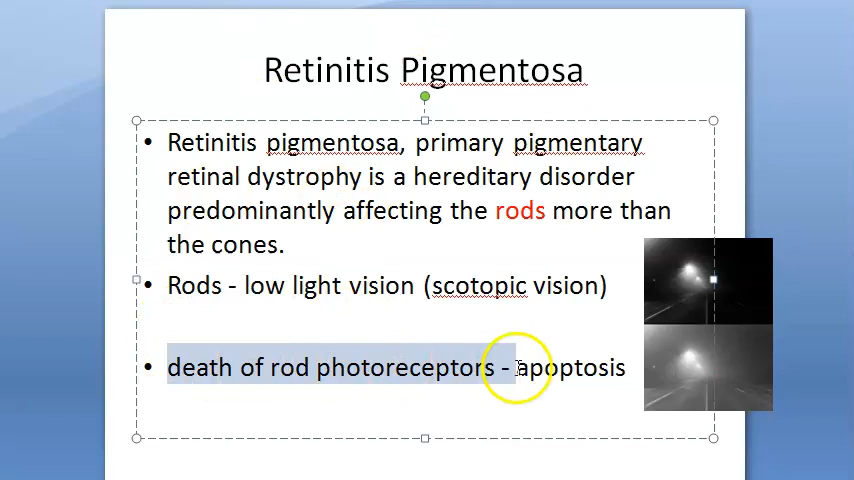 Retinitis Pigmentosa
• Retinitis pigmentosa, primary pigmentary
retinal dystrophy is a hereditary disorder
predominantly affecting the rods more than
the cones.
• Rods - low light vision (scotopic vision)
• death of rod photoreceptors - apoptosis